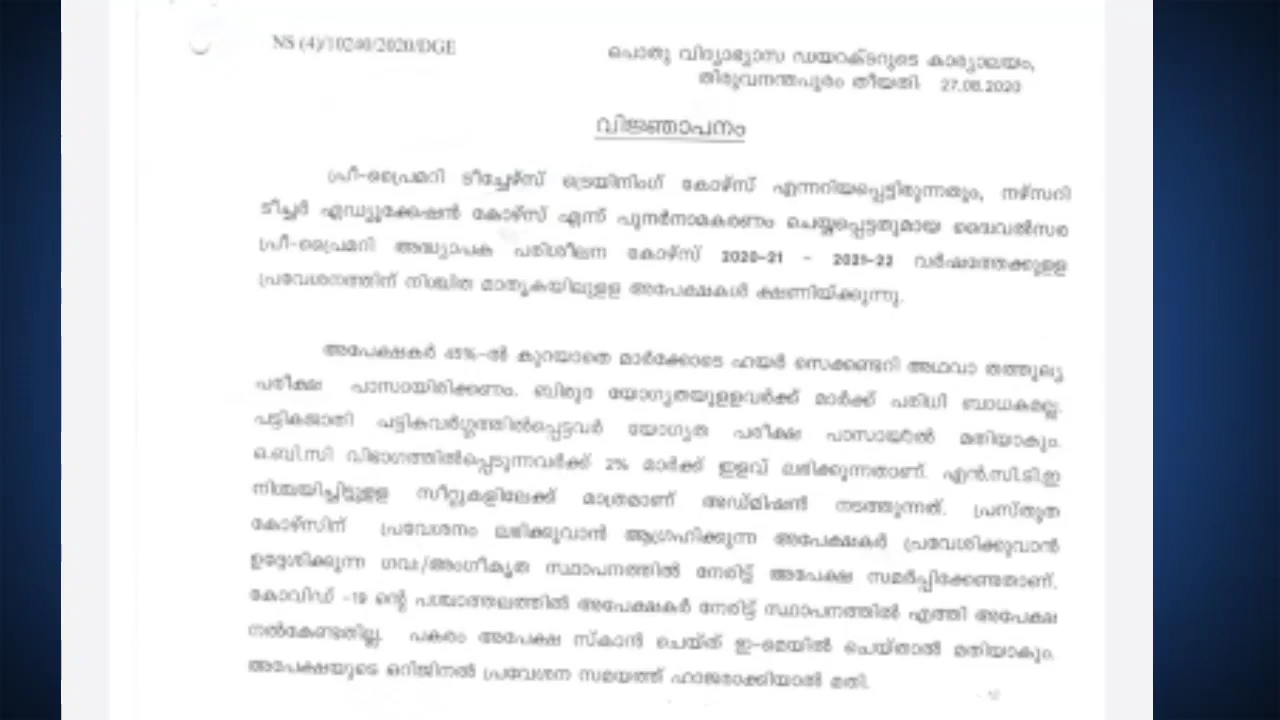 NS (4)/10240/2020/DGE
പൊതു വിദ്യാഭ്യാസ ഡയറക്ടറുടെ കാര്യാലയം,
തിരുവനന്തപുരം തീയതി 27.08.2020
വിജ്ഞാപനം
പ്രീ-പ്രൈമറി ടീച്ചേഴ്സ് ട്രെയിനിംഗ് കോഴ്സ് എന്നറിയപ്പെട്ടിരുന്നതും, നഴ്സറി
ടീച്ചർ എഡ്യൂക്കേഷൻ കോഴ്സ് എന്ന് പുനർനാമകരണം ചെയ്യപ്പെട്ടതുമായ ദ്വൈവൽസര
പ്രീ-പ്രൈമറി അദ്ധ്യാപക പരിശീലന കോഴ്സ് 2020-21 - 2021-22 വർഷത്തേക്കുള്ള
പ്രവേശനത്തിന് നിശ്ചിത മാതൃകയിലുള്ള അപേക്ഷകൾ ക്ഷണിയ്ക്കുന്നു.
അപേക്ഷകർ 45%-ൽ കുറയാതെ മാർക്കോടെ ഹയർ സെക്കണ്ടറി അഥവാ തത്തുല്യ
പരീക്ഷ പാസായിരിക്കണം. ബിരുദ യോഗ്യതയുള്ളവർക്ക് മാർക്ക് പരിധി ബാധകമല്ല.
പട്ടികജാതി പട്ടികവർഗ്ഗത്തിൽപ്പെട്ടവർ യോഗ്യത പരീക്ഷ പാസായാൽ മതിയാകും.
ഒ.ബി.സി വിഭാഗത്തിൽപ്പെടുന്നവർക്ക് 2% മാർക്ക് ഇളവ് ലഭിക്കുന്നതാണ്. എൻ.സി.ടി.ഇ
നിശ്ചയിച്ചിട്ടുള്ള സീറ്റുകളിലേക്ക് മാത്രമാണ് അഡ്മിഷൻ നടത്തുന്നത്. പ്രസ്തുത
കോഴ്സിന് പ്രവേശനം ലഭിക്കുവാൻ ആഗ്രഹിക്കുന്ന അപേക്ഷകർ പ്രവേശിക്കുവാൻ
ഉദ്ദേശിക്കുന്ന ഗവ:/അംഗീകൃത സ്ഥാപനത്തിൽ നേരിട്ട് അപേക്ഷ സമർപ്പിക്കേണ്ടതാണ്.
കോവിഡ് -19 ന്റെ പശ്ചാത്തലത്തിൽ അപേക്ഷകർ നേരിട്ട് സ്ഥാപനത്തിൽ എത്തി അപേക്ഷ
നൽകേണ്ടതില്ല. പകരം അപേക്ഷ സ്കാൻ ചെയ്ത് ഇ-മെയിൽ ചെയ്താൽ മതിയാകും.
അപേക്ഷയുടെ ഒറിജിനൽ പ്രവേശന സമയത്ത് ഹാജരാക്കിയാൽ മതി.